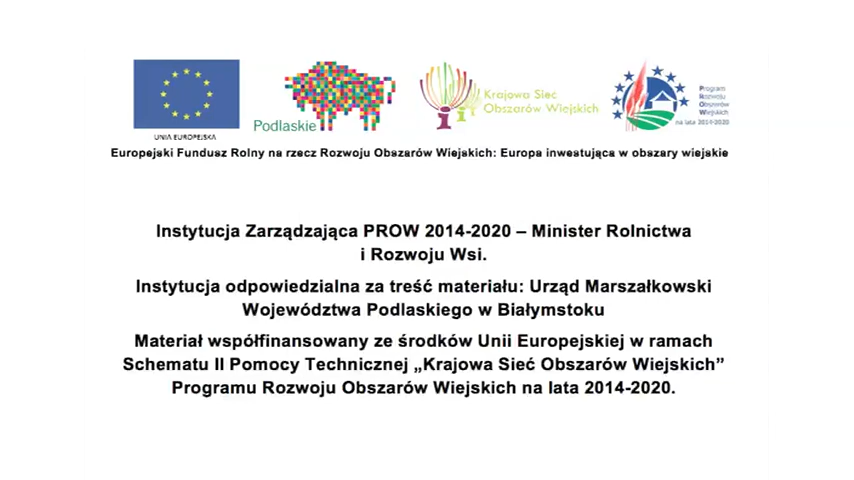 UNIA EUROPEJSKA
Podlaskie
Krajowa Sieć
Obszarów Wiejskich
Program
Rozwoju
Obszarów
Wiejskich
na lata 2014-2020
Europejski Fundusz Rolny na rzecz Rozwoju Obszarów Wiejskich: Europa inwestująca w obszary wiejskie
Instytucja Zarządzająca PROW 2014-2020 – Minister Rolnictwa
i Rozwoju Wsi.
Instytucja odpowiedzialna za treść materiału: Urząd Marszałkowski
Województwa Podlaskiego w Białymstoku
Materiał współfinansowany ze środków Unii Europejskiej w ramach
Schematu II Pomocy Technicznej „Krajowa Sieć Obszarów Wiejskich”
Programu Rozwoju Obszarów Wiejskich na lata 2014-2020.